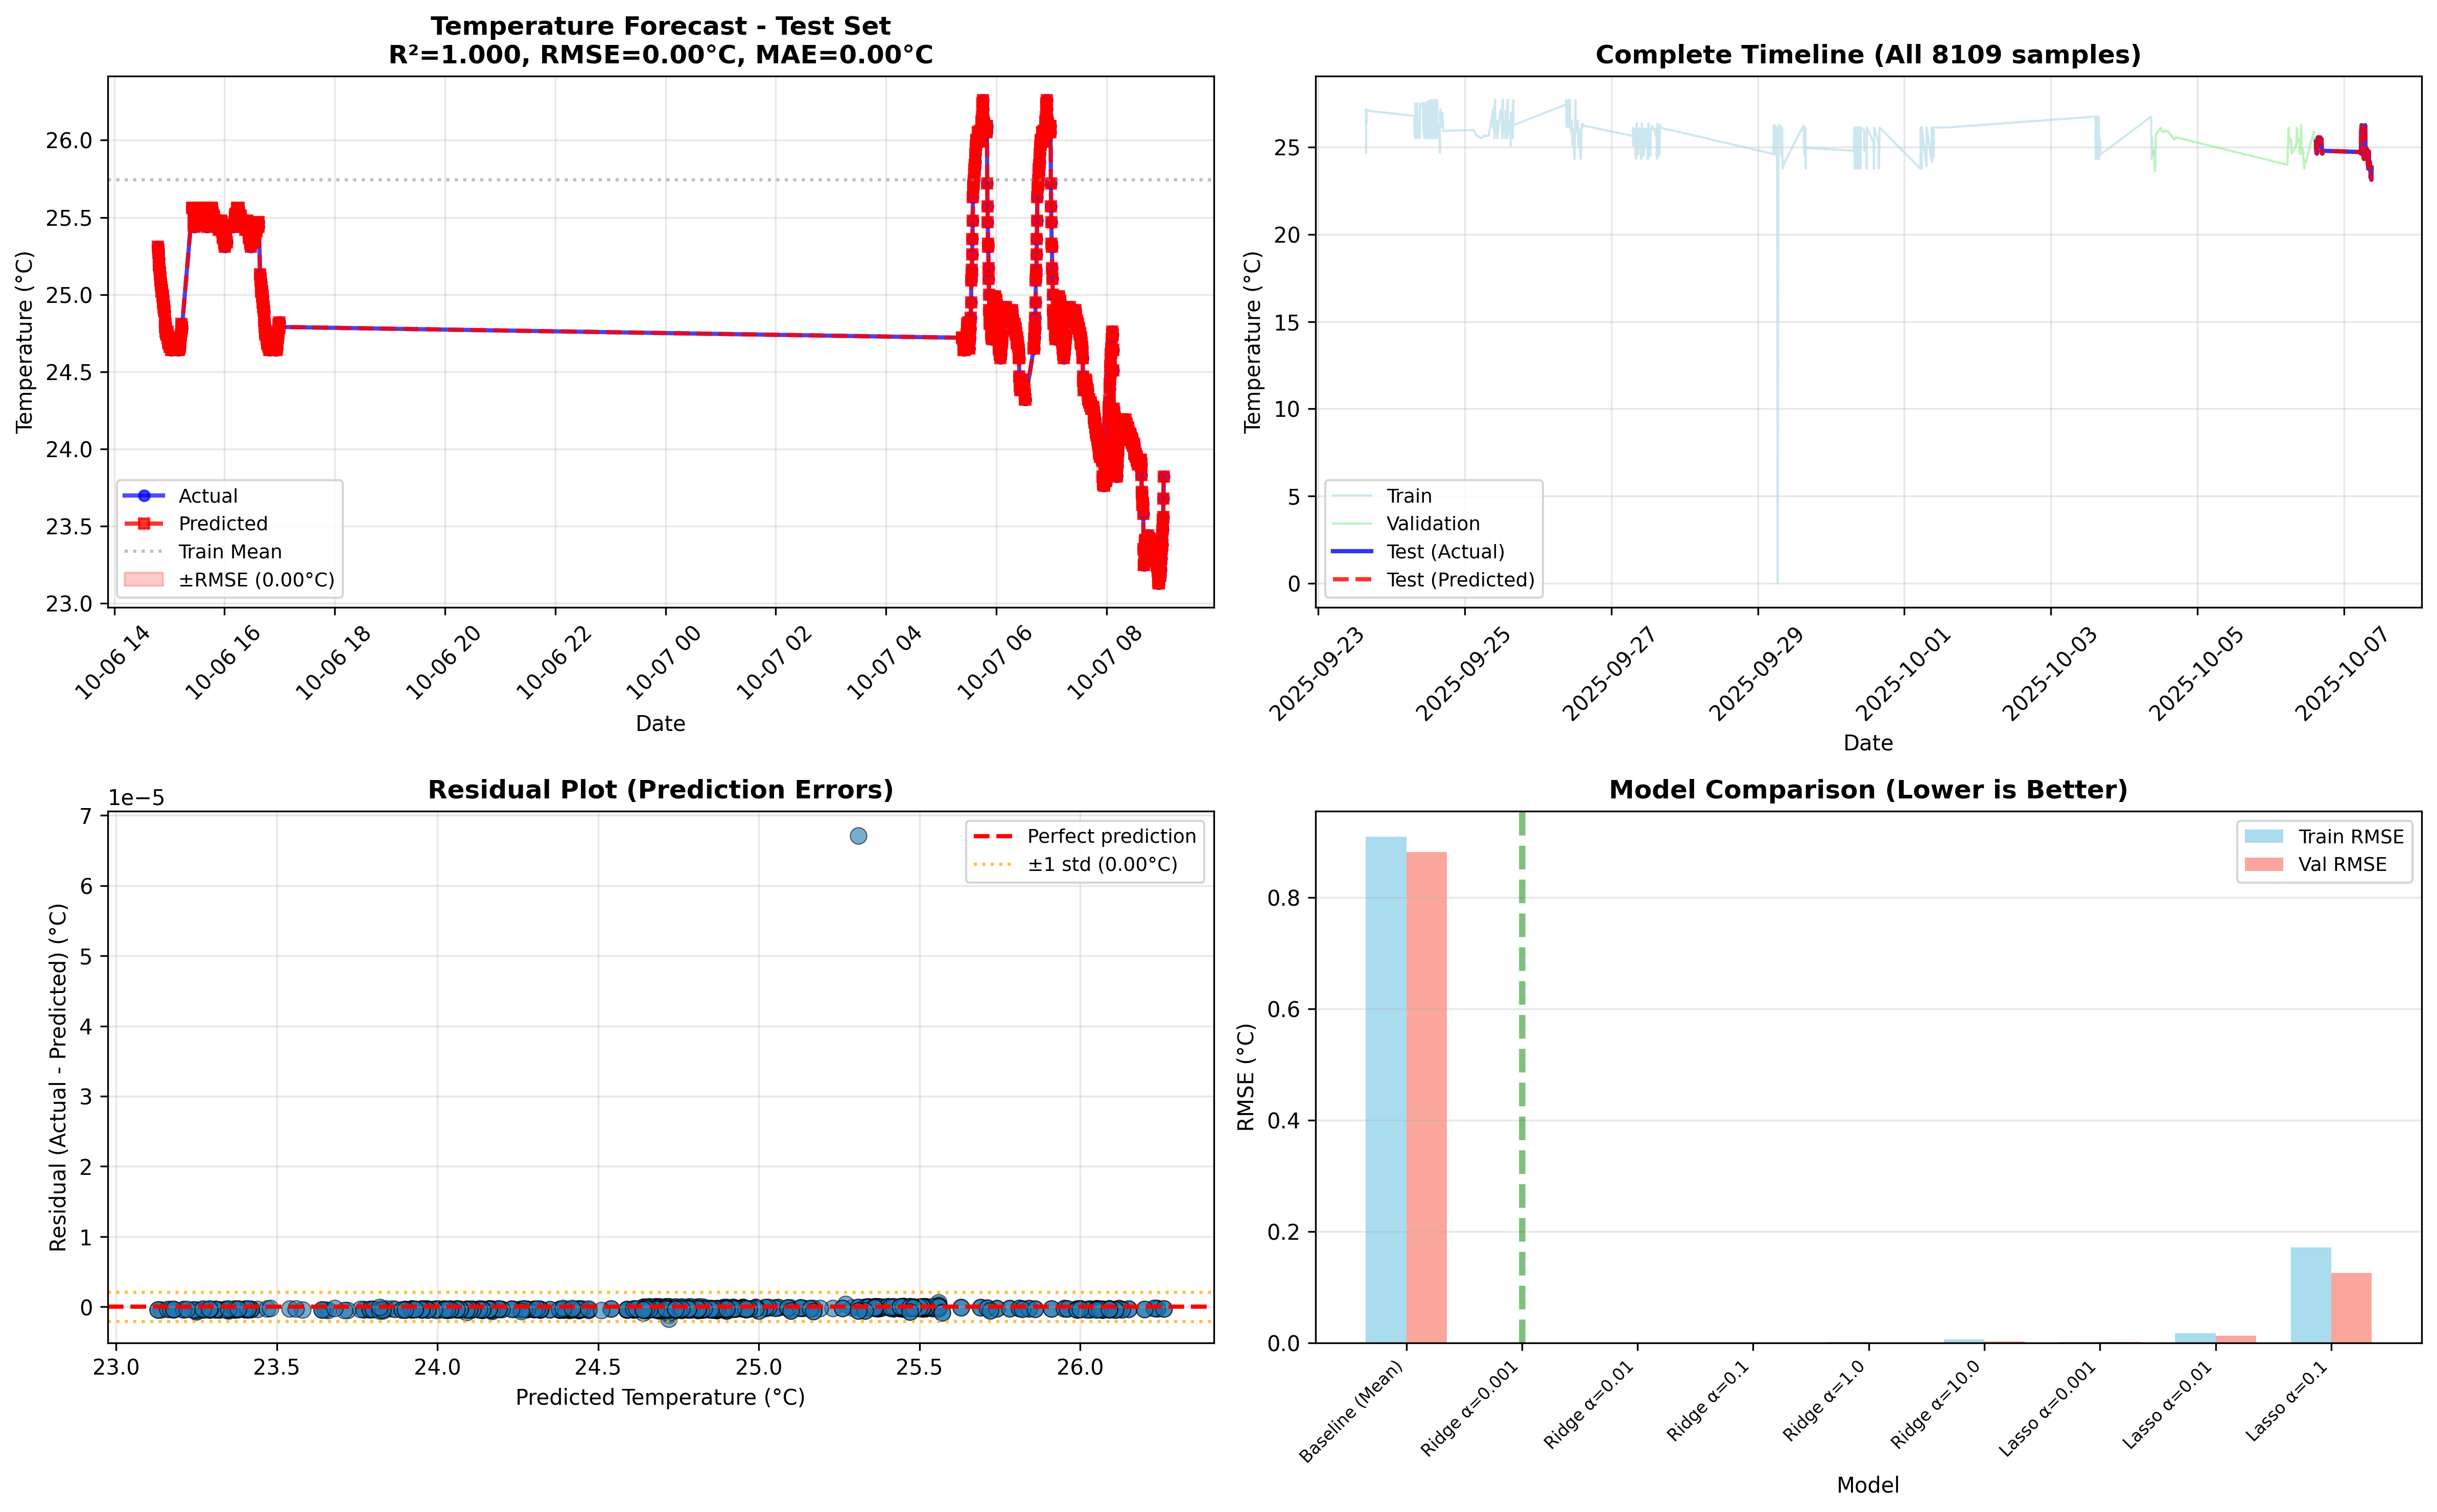 Temperature Forecast - Test Set
R²=1.000, RMSE=0.00°C, MAE=0.00°C
Temperature (°C)
26.0
25.5
25.0
24.5
24.0
23.5
23.0
Actual
Predicted
Train Mean
±RMSE (0.00°C)
10-06 14
10-06 16
10-06 18
10-06 20
10-06 22
10-07 00
10-07 02
10-07 04
10-07 06
10-07 08
Date
Complete Timeline (All 8109 samples)
Temperature (°C)
25
20
15
10
5
0
Train
Validation
Test (Actual)
Test (Predicted)
2025-09-23
2025-09-25
2025-09-27
2025-09-29
2025-10-01
2025-10-03
2025-10-05
2025-10-07
Date
Residual Plot (Prediction Errors)
1e−5
Residual (Actual - Predicted) (°C)
7
6
5
4
3
2
1
0
Perfect prediction
±1 std (0.00°C)
23.0
23.5
24.0
24.5
25.0
25.5
26.0
Predicted Temperature (°C)
Model Comparison (Lower is Better)
RMSE (°C)
0.8
0.6
0.4
0.2
0.0
Train RMSE
Val RMSE
Baseline (Mean)
Ridge α=0.001
Ridge α=0.01
Ridge α=0.1
Ridge α=1.0
Ridge α=10.0
Lasso α=0.001
Lasso α=0.01
Lasso α=0.1
Model